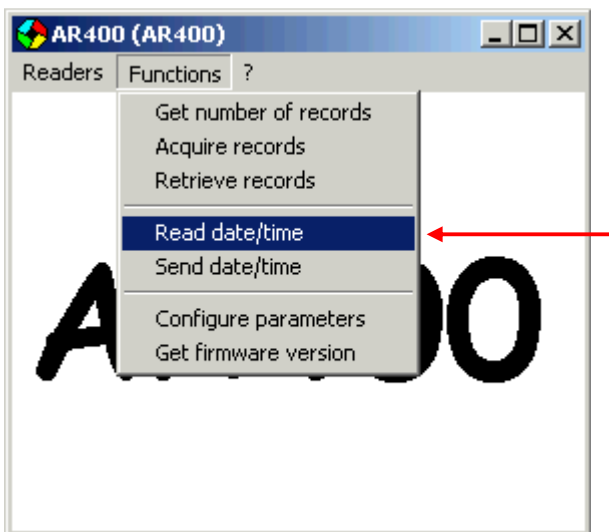 AR400 (AR400)
Readers Functions ?
Get number of records
Acquire records
Retrieve records
Read date/time
Send date/time
Configure parameters
Get firmware version